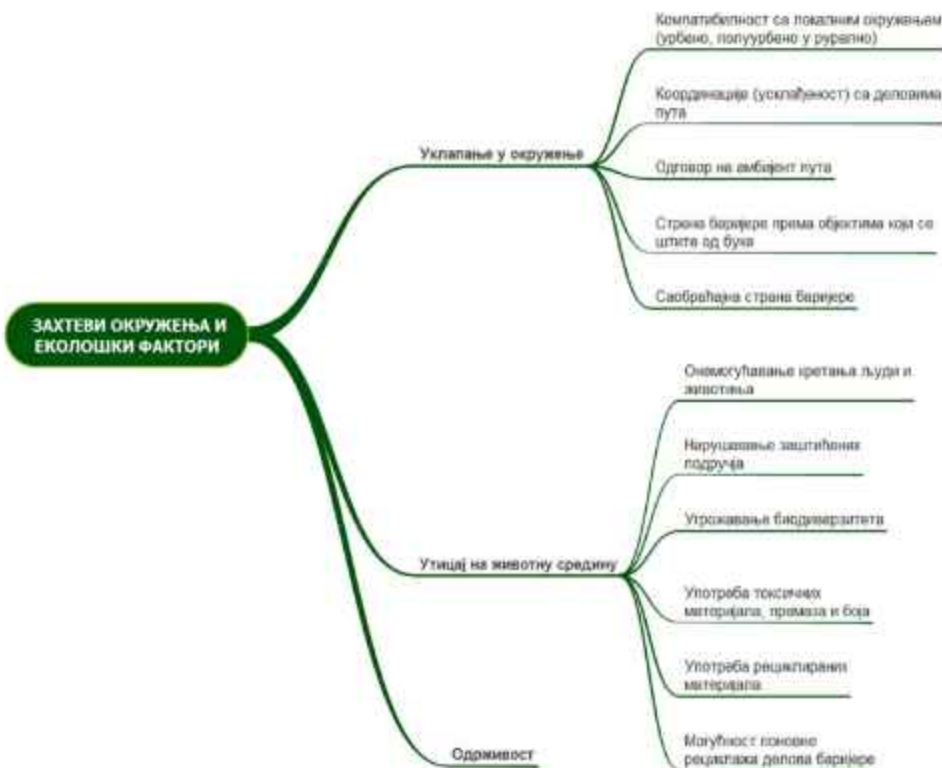 ЗАХТЕВИ ОКРУЖЕЊА И
ЕКОЛОШКИ ФАКТОРИ
Уклапање у окружење
Компатибилност са локалним окружењем
(урбано, полуурбано у рурално)
Координација (усклађеност) са деловима
пута
Одговор на амбијент пута
Страна баријере према објектима који се
штите од буке
Саобраћајна страна баријере
Утицај на животну средину
Онемогућавање кретања људи и
животиња
Нарушавање заштићених
подручја
Угрожавање биодиверзитета
Употреба токсичних
материјала, премаза и боја
Употреба рециклираних
материјала
Могућност поновне
рециклажа делова баријере
Одрживост